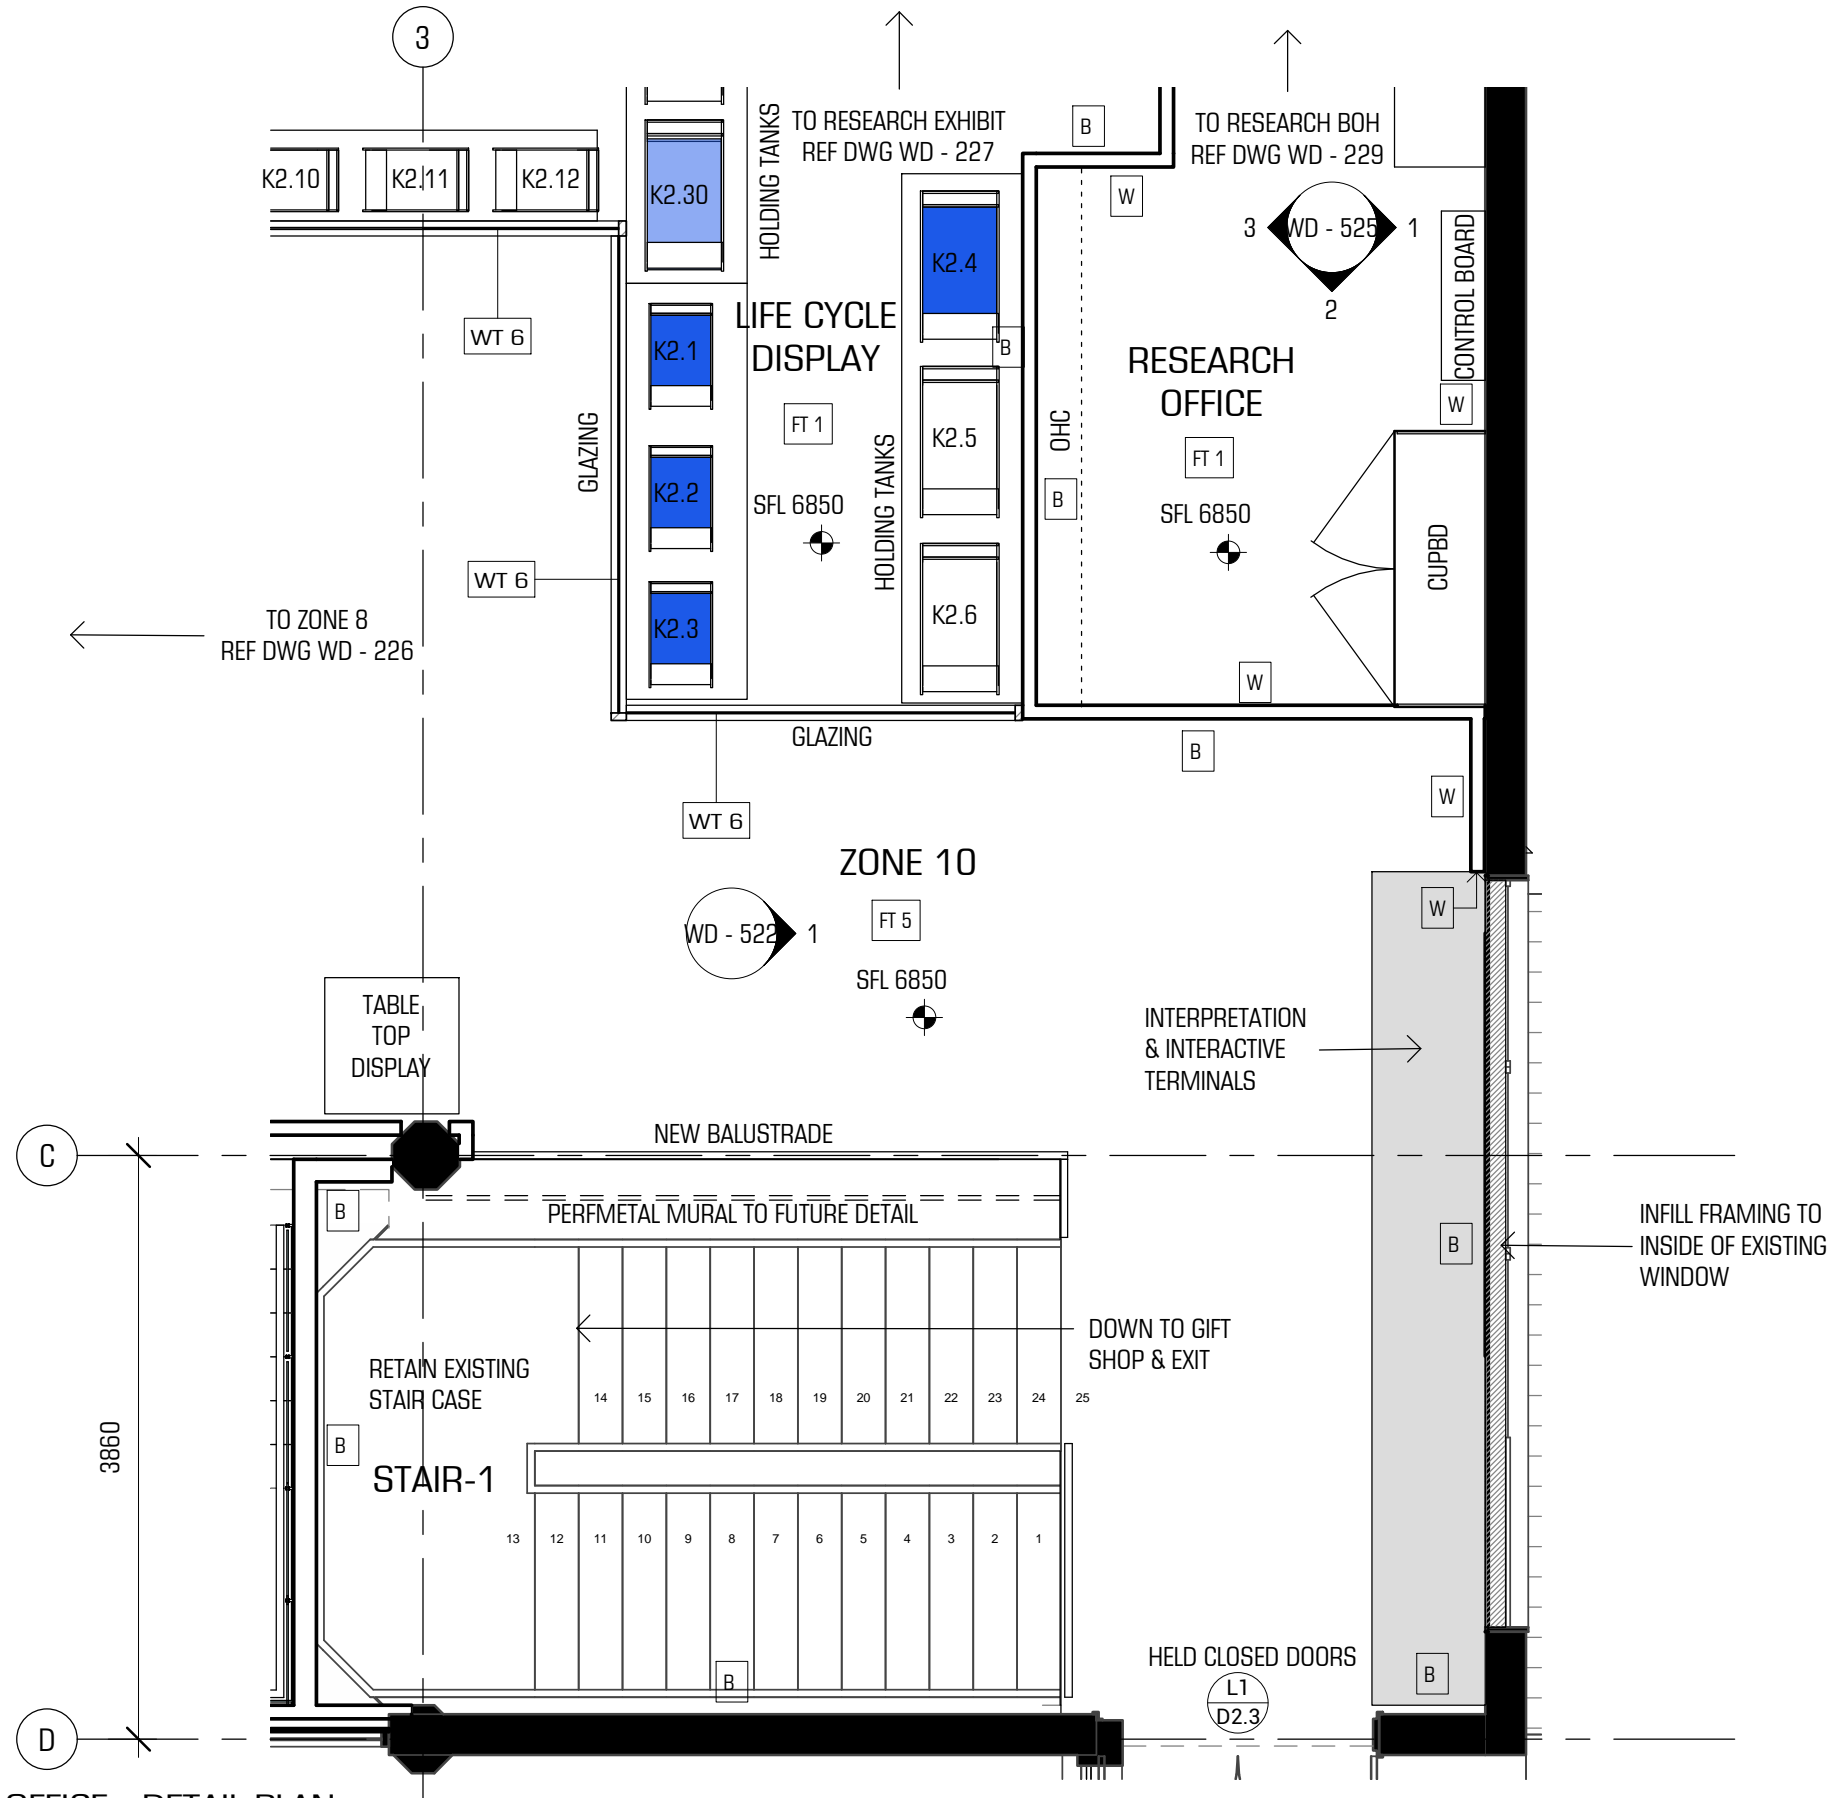 3
TO RESEARCH EXHIBIT
REF DWG WD - 227
TO RESEARCH BOH
REF DWG WD - 229
B
K2.10
K2.11
K2.12
K2.30
HOLDING TANKS
W
3
WD - 525
1
2
K2.4
CONTROL BOARD
LIFE CYCLE
DISPLAY
WT 6
K2.1
B
RESEARCH
OFFICE
W
FT 1
K2.5
OHC
FT 1
GLAZING
K2.2
SFL 6850
HOLDING TANKS
B
SFL 6850
CUPBD
WT 6
K2.3
K2.6
TO ZONE 8
REF DWG WD - 226
W
GLAZING
B
W
WT 6
ZONE 10
WD - 522
1
FT 5
W
SFL 6850
TABLE
TOP
DISPLAY
INTERPRETATION
& INTERACTIVE
TERMINALS
C
NEW BALUSTRADE
B
PERFMETAL MURAL TO FUTURE DETAIL
B
INFILL FRAMING TO
INSIDE OF EXISTING
WINDOW
DOWN TO GIFT
SHOP & EXIT
RETAIN EXISTING
STAIR CASE
14 15 16 17 18 19 20 21 22 23 24 25
3860
B
STAIR-1
13 12 11 10 9 8 7 6 5 4 3 2 1
HELD CLOSED DOORS
B
B
L1
D2.3
D
OFFICE - DETAIL PLAN